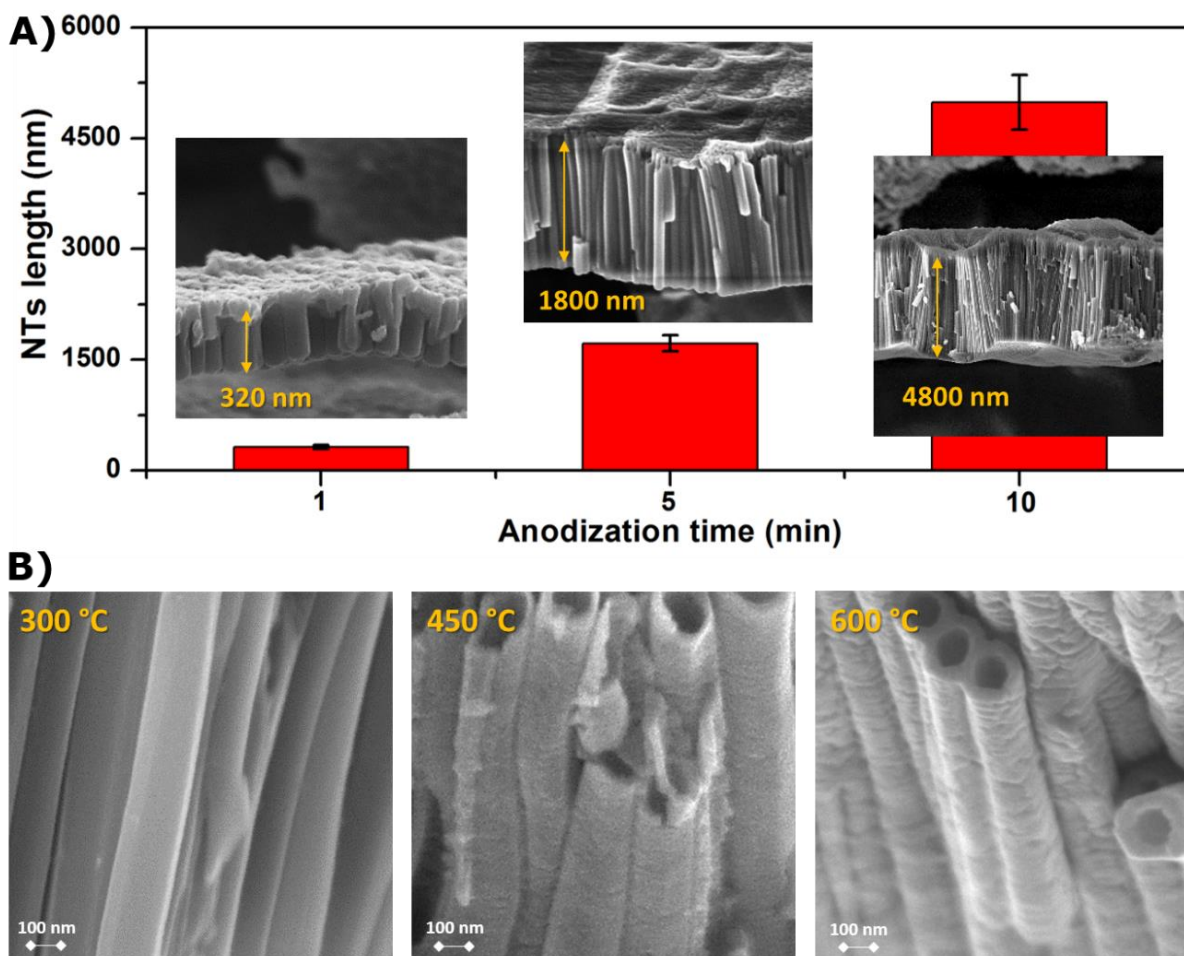 A)
6000
4500
3000
1500
0
NTs length (nm)
320 nm
1800 nm
4800 nm
1
5
10
Anodization time (min)
B)
300 °C
450 °C
600 °C
100 nm
100 nm
100 nm